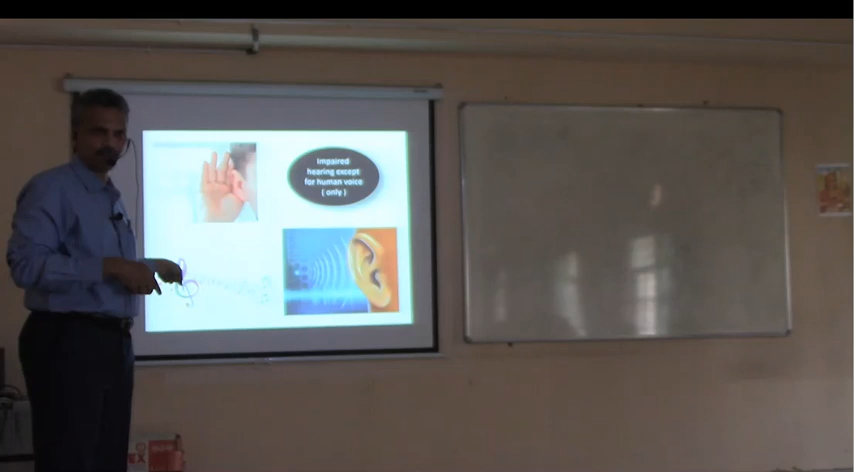 Impaired
hearing except
for human voice
( only )